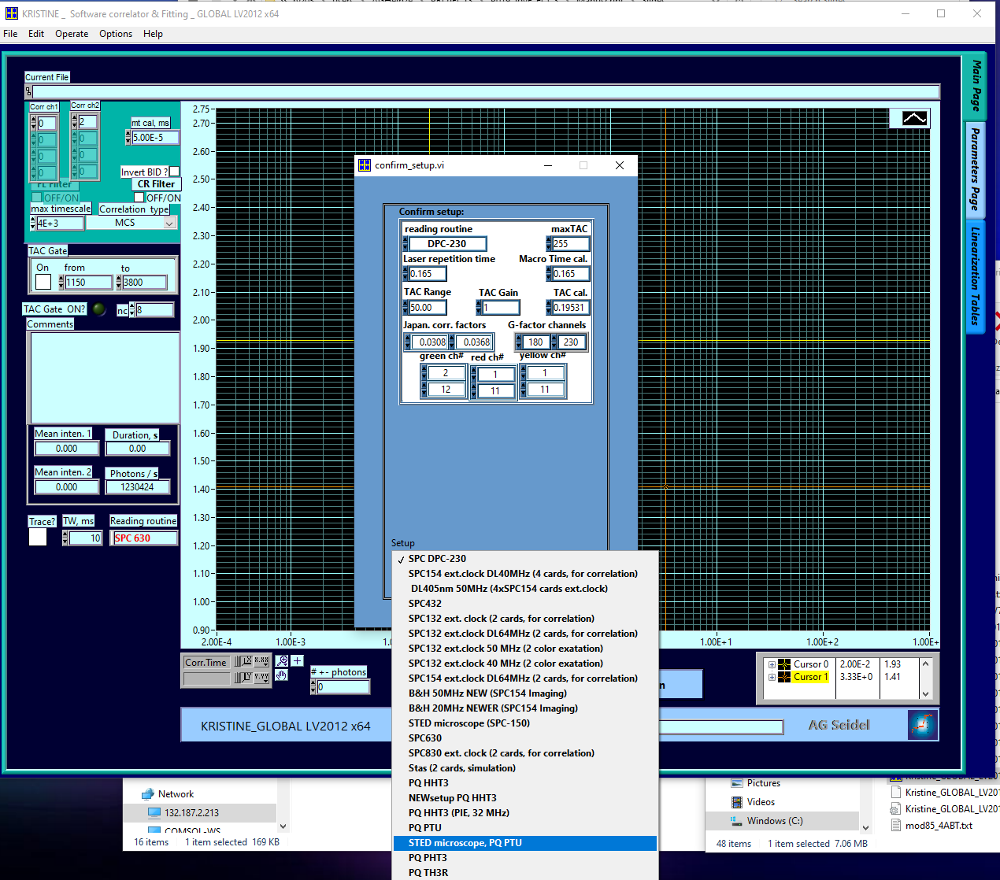 KRISTINE _ Software correlator & Fitting _ GLOBAL LV2012 x64
File Edit Operate Options Help
Main Page
Parameters Page
Linearization Tables
Current File
Corr ch1
Corr ch2
0
0
0
0
2
0
0
0
mt cal, ms
5.00E-5
Invert BID ?
CR Filter
OFF/ON
OFF/ON
max timescale
Correlation type
4E+3
MCS
TAC Gate
On from to
1150
3800
TAC Gate ON?
nc
8
Comments
Mean inten. 1
Duration, s
0.000
0.00
Mean inten. 2
Photons / s
0.000
1230424
Trace?
TW, ms
Reading routine
10
SPC 630
2.75
2.70
2.60
2.50
2.40
2.30
2.20
2.10
2.00
1.90
1.80
1.70
1.60
1.50
1.40
1.30
1.20
1.10
1.00
0.90
2.00E-4
1.00E-3
1.00E+1
1.00E+2
1.00E+
confirm_setup.vi
Confirm setup:
reading routine
maxTAC
DPC-230
255
Laser repetition time
Macro Time cal.
0.165
0.165
TAC Range
TAC Gain
TAC cal.
50.00
1
0.19531
Japan. corr. factors
G-factor channels
0.0308
0.0368
180
230
green ch#
red ch#
yellow ch#
2
1
1
12
11
11
Setup
SPC DPC-230
SPC154 ext.clock DL40MHz (4 cards, for correlation)
DL405nm 50MHz (4xSPC154 cards ext.clock)
SPC432
SPC132 ext. clock (2 cards, for correlation)
SPC132 ext.clock DL64MHz (2 cards, for correlation)
SPC132 ext.clock 50 MHz (2 color exatation)
SPC132 ext.clock 40 MHz (2 color exatation)
SPC154 ext.clock DL64MHz (2 cards, for correlation)
B&H 50MHz NEW (SPC154 Imaging)
B&H 20MHz NEWER (SPC154 Imaging)
STED microscope (SPC-150)
SPC630
SPC830 ext. clock (2 cards, for correlation)
Stas (2 cards, simulation)
PQ HHT3
NEWsetup PQ HHT3
PQ HHT3 (PIE, 32 MHz)
PQ PTU
STED microscope, PQ PTU
PQ PHT3
PQ TH3R
Corr.Time
# +- photons
0
Cursor 0 2.00E-2 1.93
Cursor 1 3.33E+0 1.41
KRISTINE_GLOBAL LV2012 x64
AG Seidel
Network
132.187.2.213
COMSOL-WS
16 items 1 item selected 169 KB
Pictures
Videos
Windows (C:)
48 items 1 item selected 7.06 MB
Kristine_GLOBAL_LV20
Kristine_GLOBAL_LV20
Kristine_GLOBAL_LV20
mod85_4ABT.txt